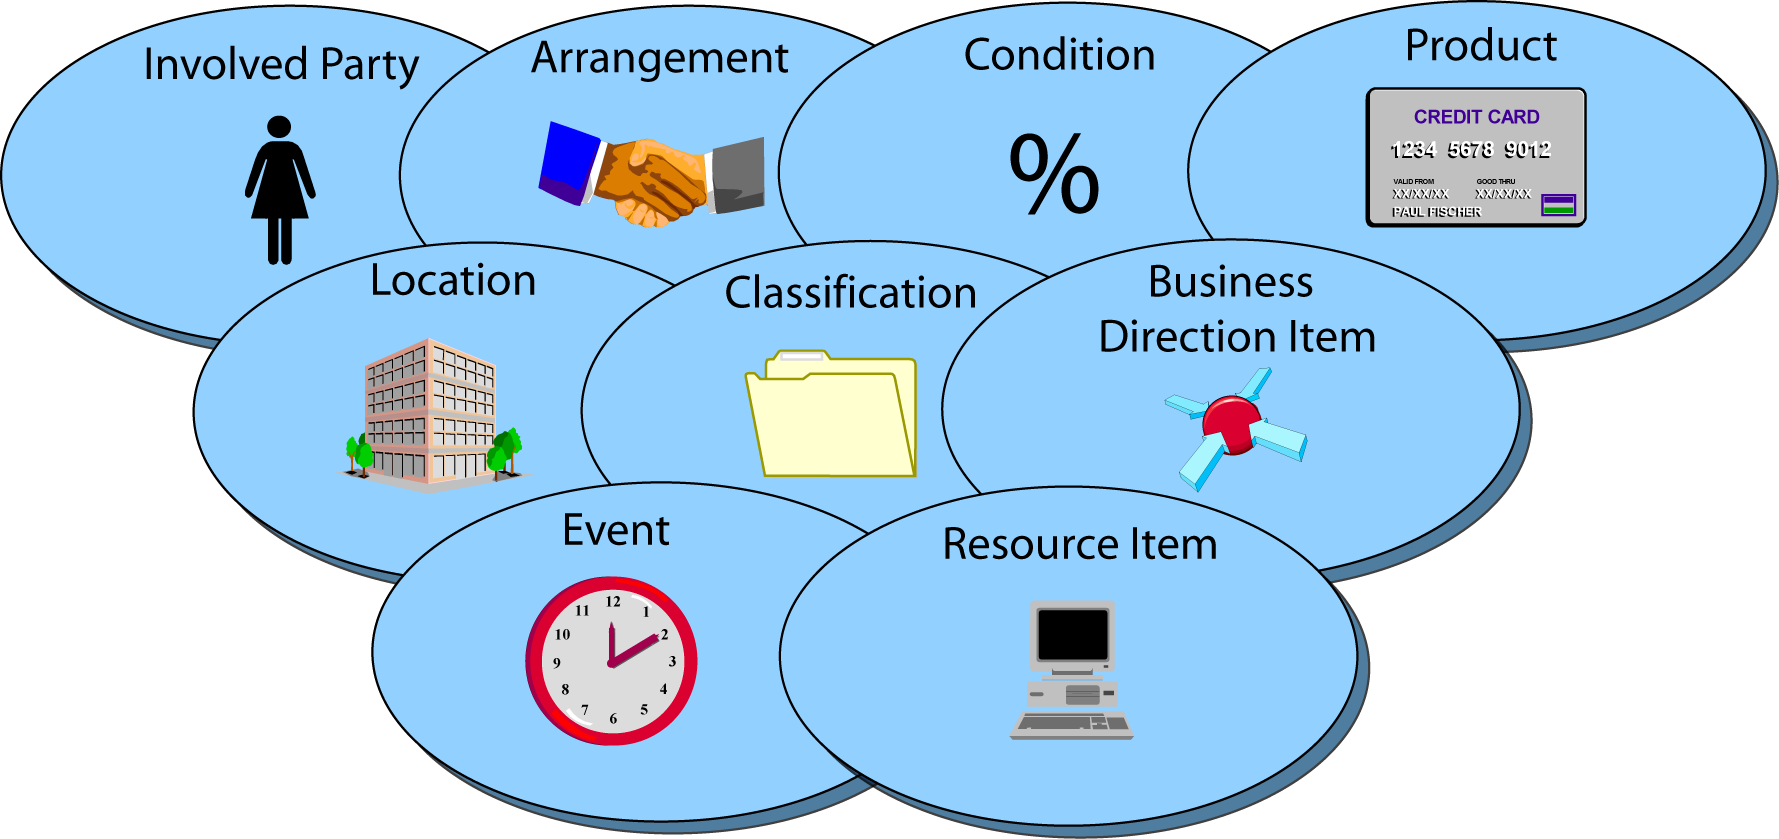 Involved Party
Arrangement
Condition
Product
%
CREDIT CARD
1234 5678 9012
VALID FROM GOOD THRU
XX/XX/XX XX/XX/XX
PAUL FISCHER
Location
Classification
Business
Direction Item
Event
Resource Item
12
11 1
10 2
9 3
8 4
7 5
6